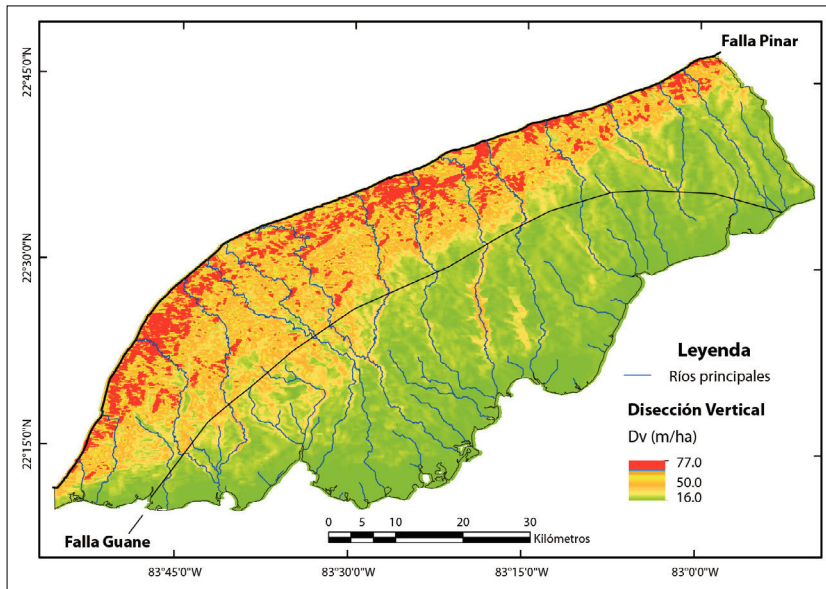 Falla Pinar
22°45'0"N
22°30'0"N
22°15'0"N
Leyenda
Ríos principales
Disección Vertical
Dv (m/ha)
77.0
50.0
16.0
Falla Guane
0 5 10 20 30
Kilómetros
83°45'0"W 83°30'0"W 83°15'0"W 83°0'0"W